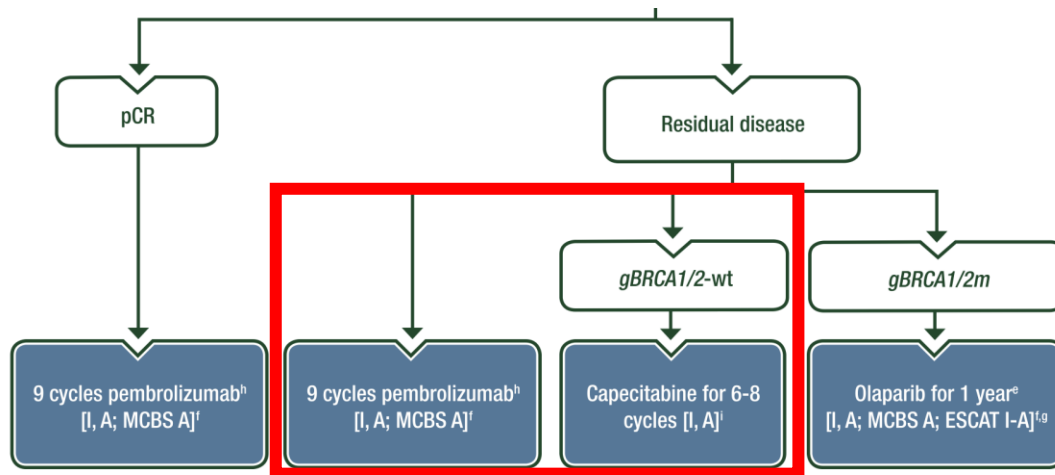 pCR
Residual disease
gBRCA1/2-wt
gBRCA1/2m
9 cycles pembrolizumabʰ
[I, A; MCBS A]ᶠ
9 cycles pembrolizumabʰ
[I, A; MCBS A]ᶠ
Capecitabine for 6-8
cycles [I, A]ⁱ
Olaparib for 1 yearᵉ
[I, A; MCBS A; ESCAT I-A]ᶠ,ᵍ